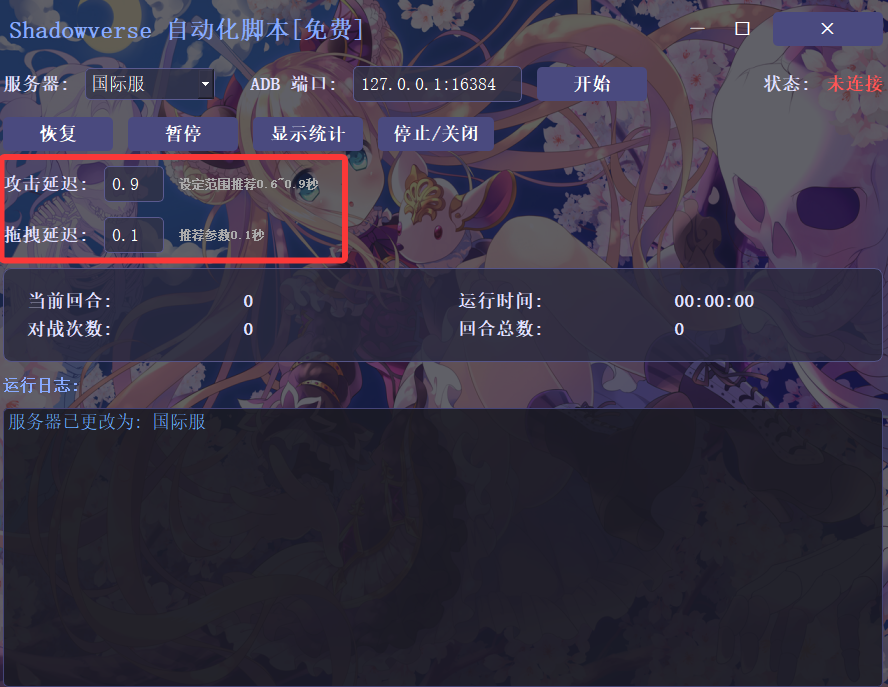 Shadowverse 自动化脚本[免费]
服务器: 国际服 ADB 端口: 127.0.0.1:16384 开始 状态: 未连接
恢复 暂停 显示统计 停止/关闭
攻击延迟: 0.9 设定范围推荐0.6~0.9秒
拖拽延迟: 0.1 推荐参数0.1秒
当前回合: 0 运行时间: 00:00:00
对战次数: 0 回合总数: 0
运行日志:
服务器已更改为: 国际服